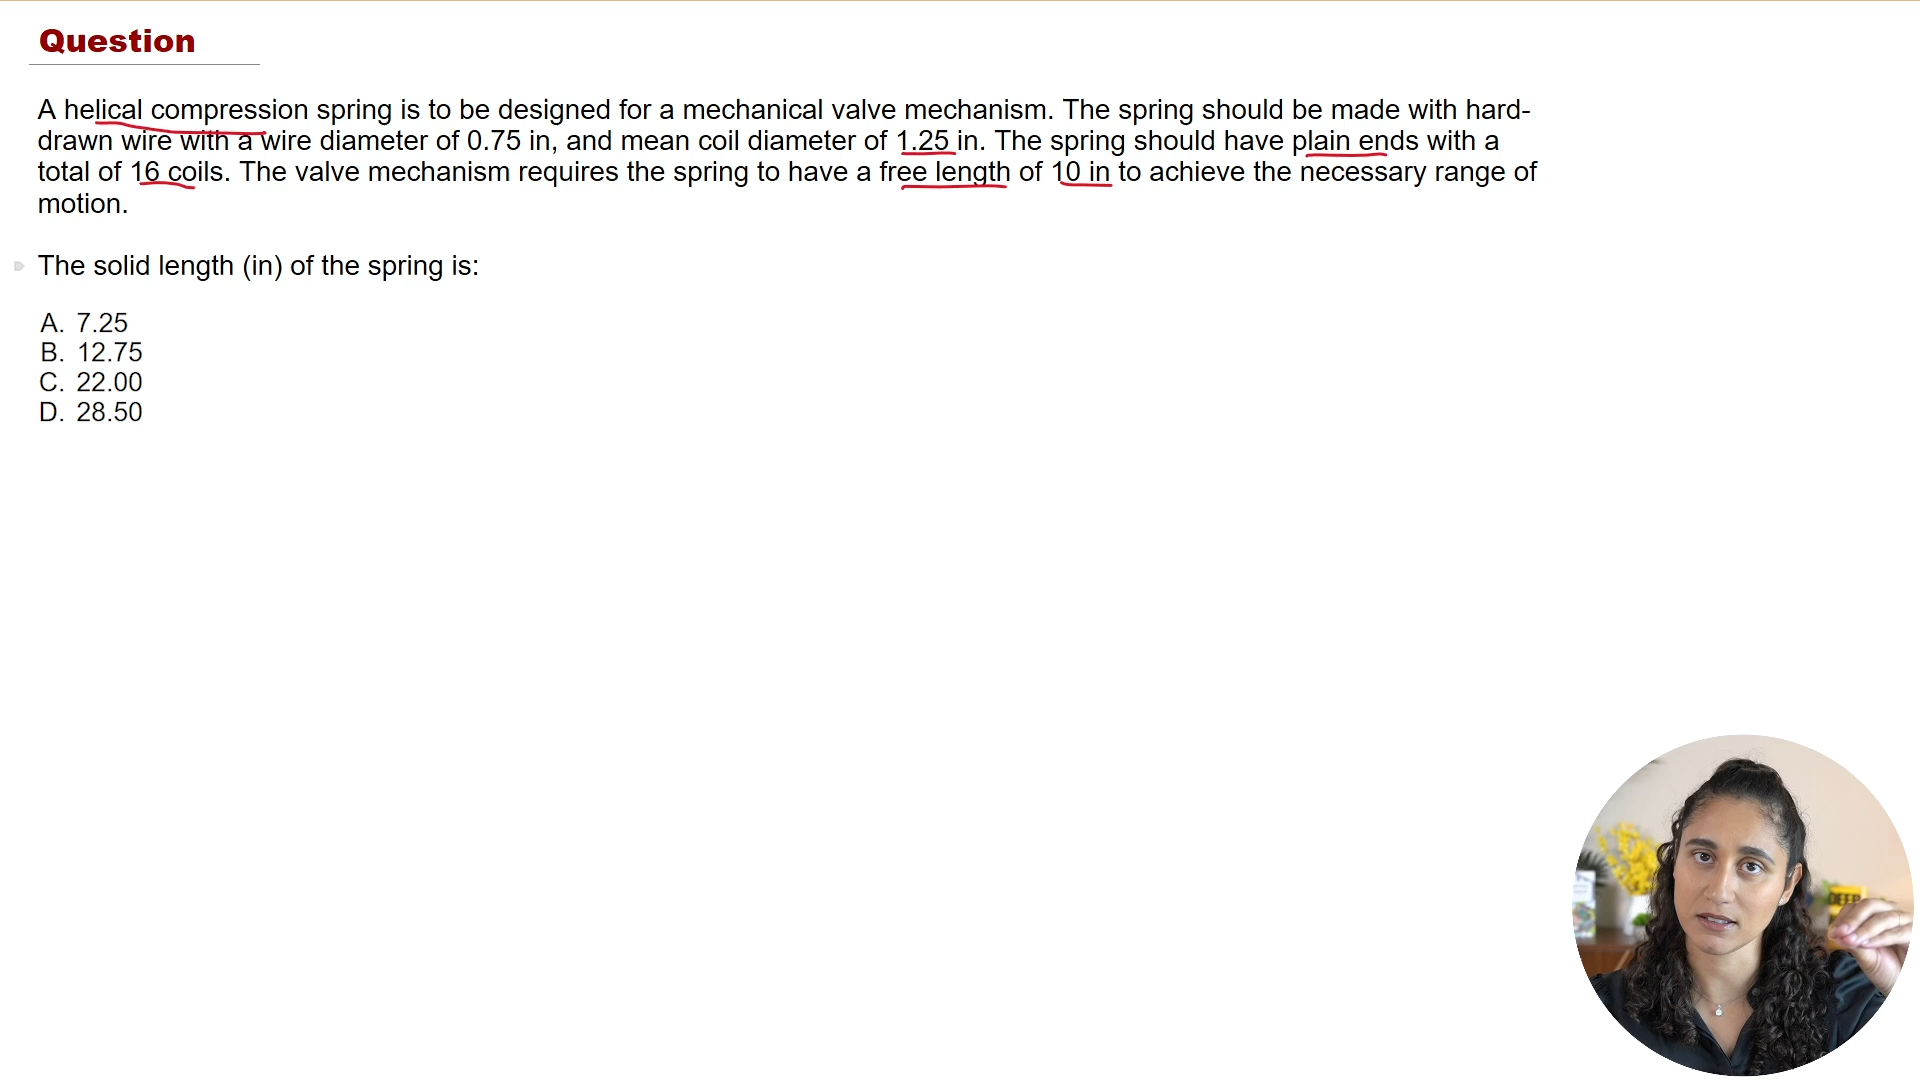 Question
A helical compression spring is to be designed for a mechanical valve mechanism. The spring should be made with hard-
drawn wire with a wire diameter of 0.75 in, and mean coil diameter of 1.25 in. The spring should have plain ends with a
total of 16 coils. The valve mechanism requires the spring to have a free length of 10 in to achieve the necessary range of
motion.
The solid length (in) of the spring is:
A. 7.25
B. 12.75
C. 22.00
D. 28.50
DEEP